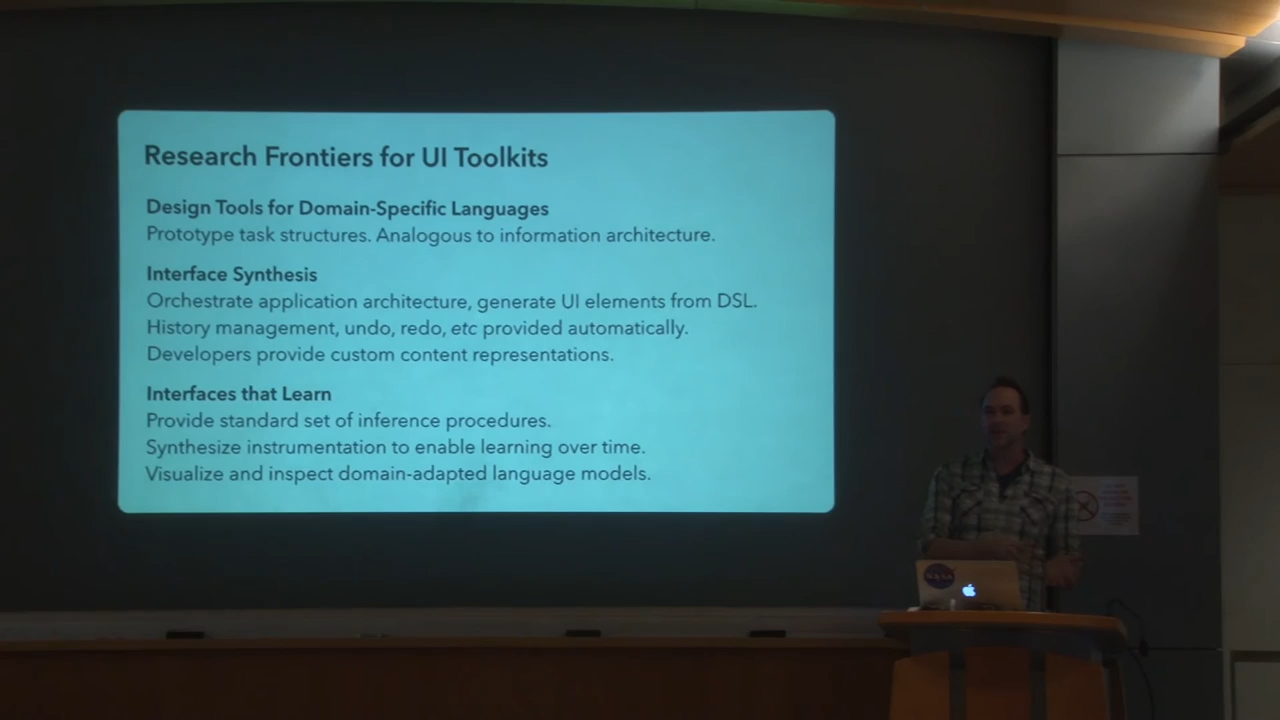 Research Frontiers for UI Toolkits
Design Tools for Domain-Specific Languages
Prototype task structures. Analogous to information architecture.
Interface Synthesis
Orchestrate application architecture, generate UI elements from DSL.
History management, undo, redo, etc provided automatically.
Developers provide custom content representations.
Interfaces that Learn
Provide standard set of inference procedures.
Synthesize instrumentation to enable learning over time.
Visualize and inspect domain-adapted language models.
NASA